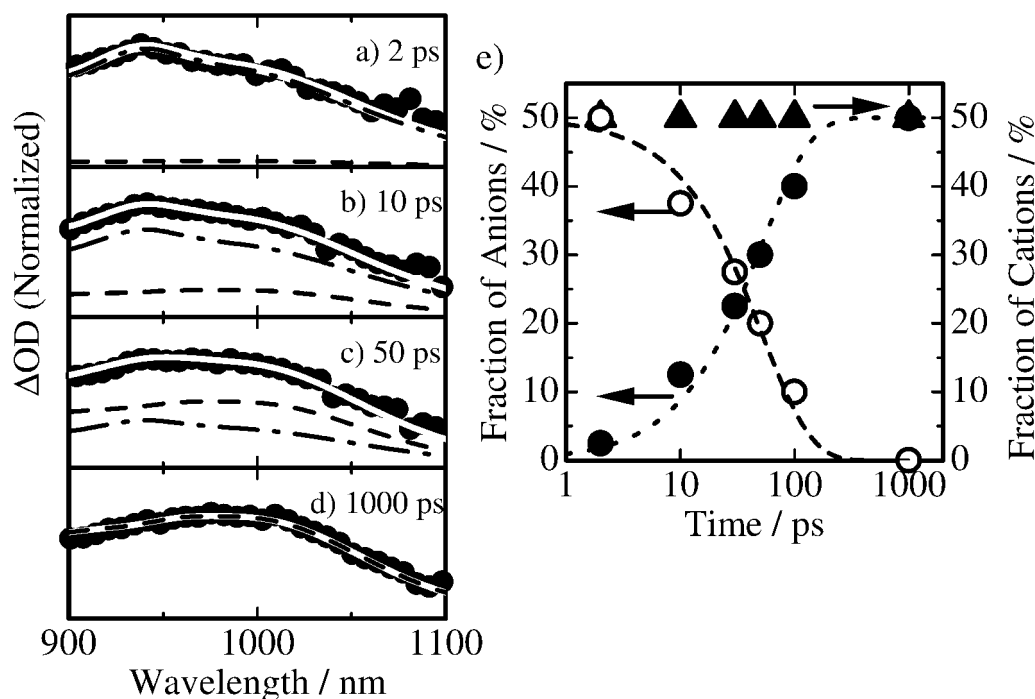 ΔOD (Normalized)
a) 2 ps
b) 10 ps
c) 50 ps
d) 1000 ps
900 1000 1100
Wavelength / nm
e)
Fraction of Anions / %
50
40
30
20
10
0
50
40
30
20
10
0
Fraction of Cations / %
1 10 100 1000
Time / ps